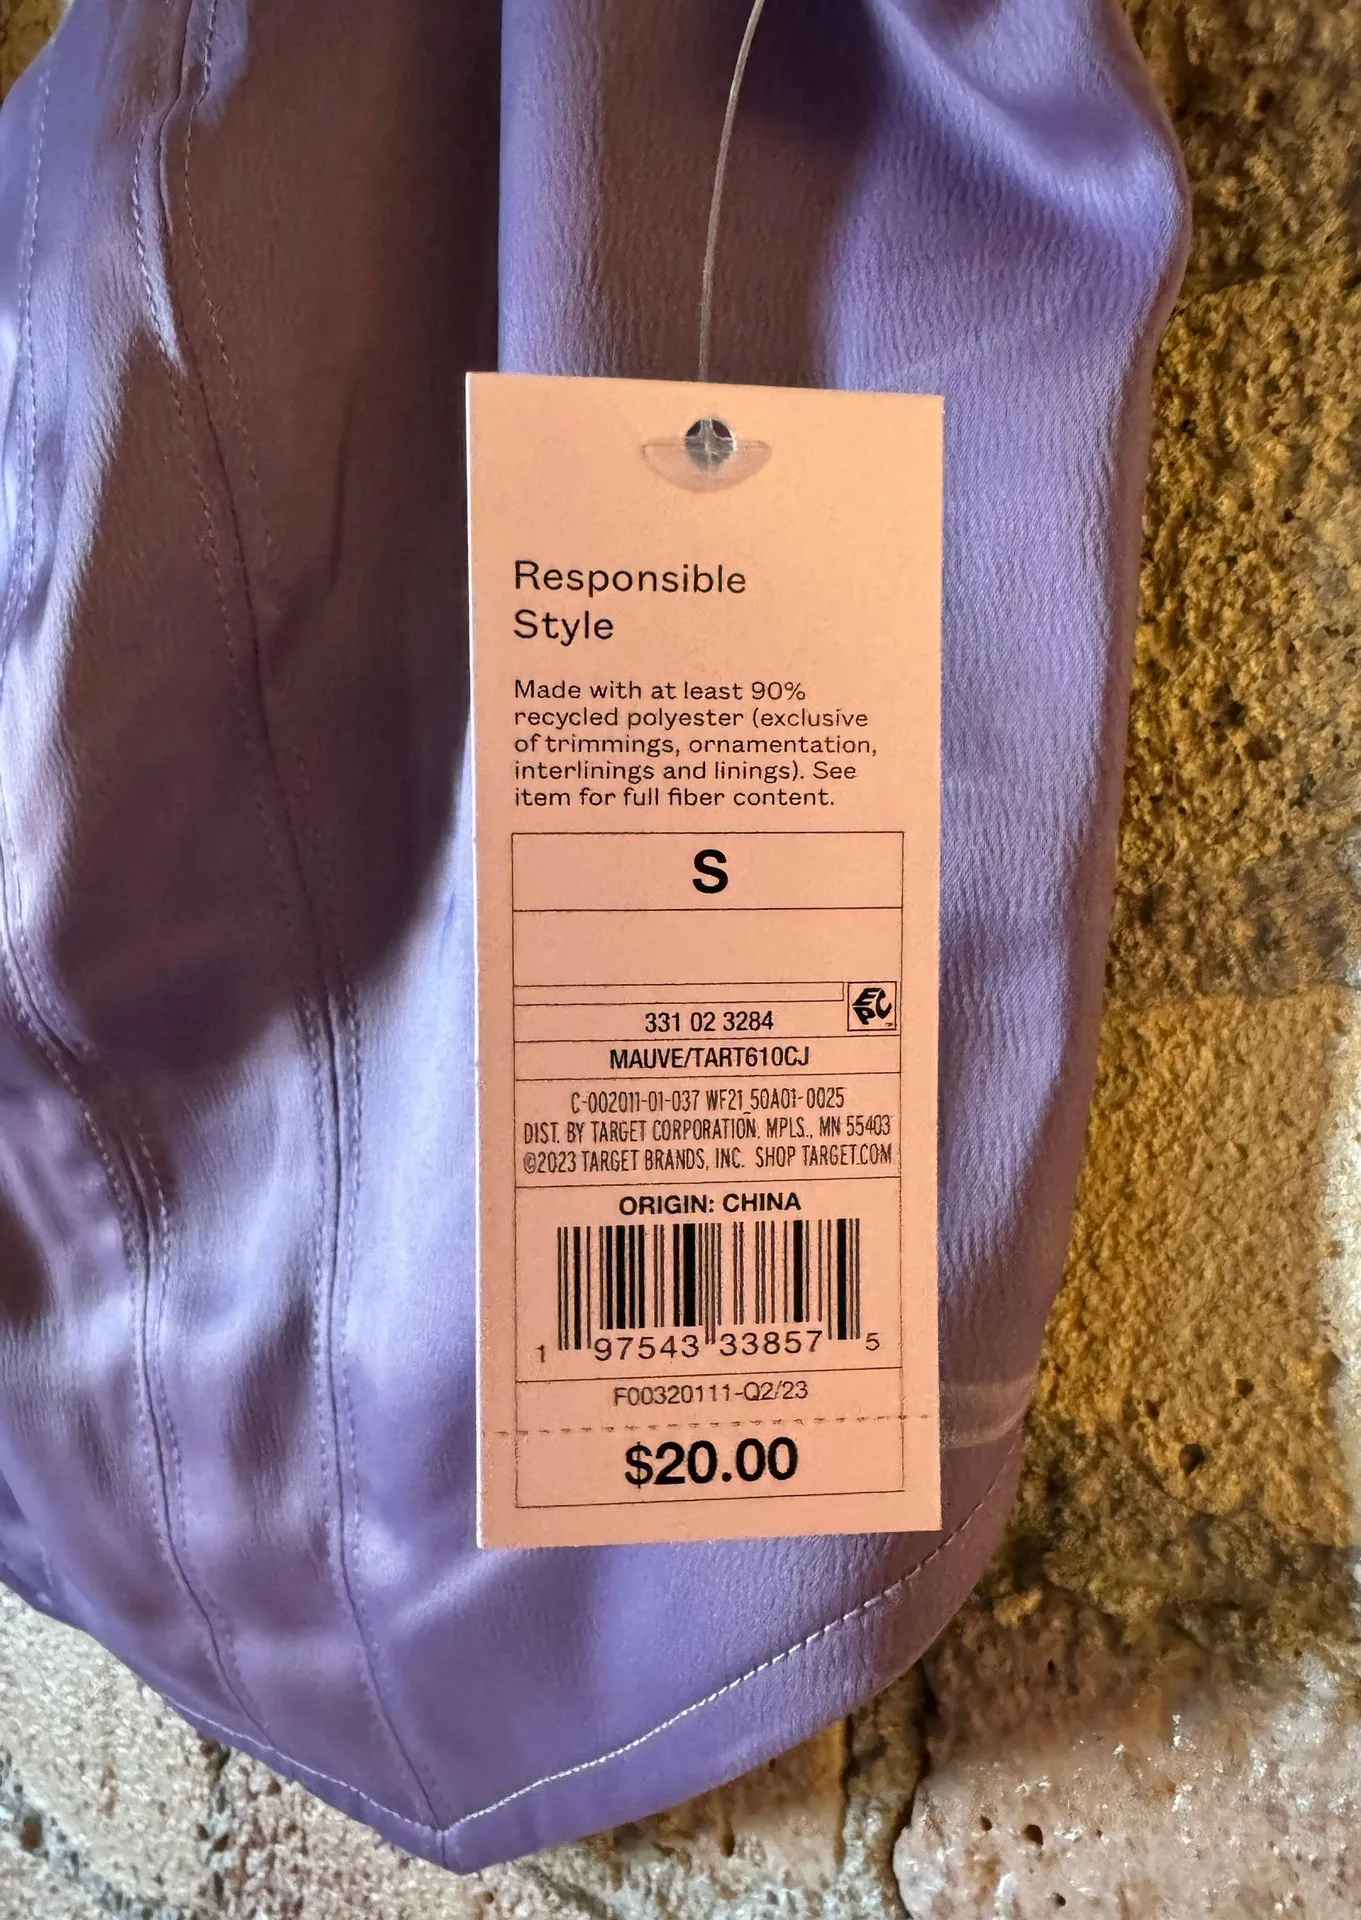 Responsible
Style
Made with at least 90%
recycled polyester (exclusive
of trimmings, ornamentation,
interlinings and linings). See
item for full fiber content.
S
EPC
331 02 3284
MAUVE/TART610CJ
C-002011-01-037 WF21_50A01-0025
DIST. BY TARGET CORPORATION. MPLS., MN 55403
©2023 TARGET BRANDS, INC. SHOP TARGET.COM
ORIGIN: CHINA
1 97543 33857 5
F00320111-Q2/23
$20.00